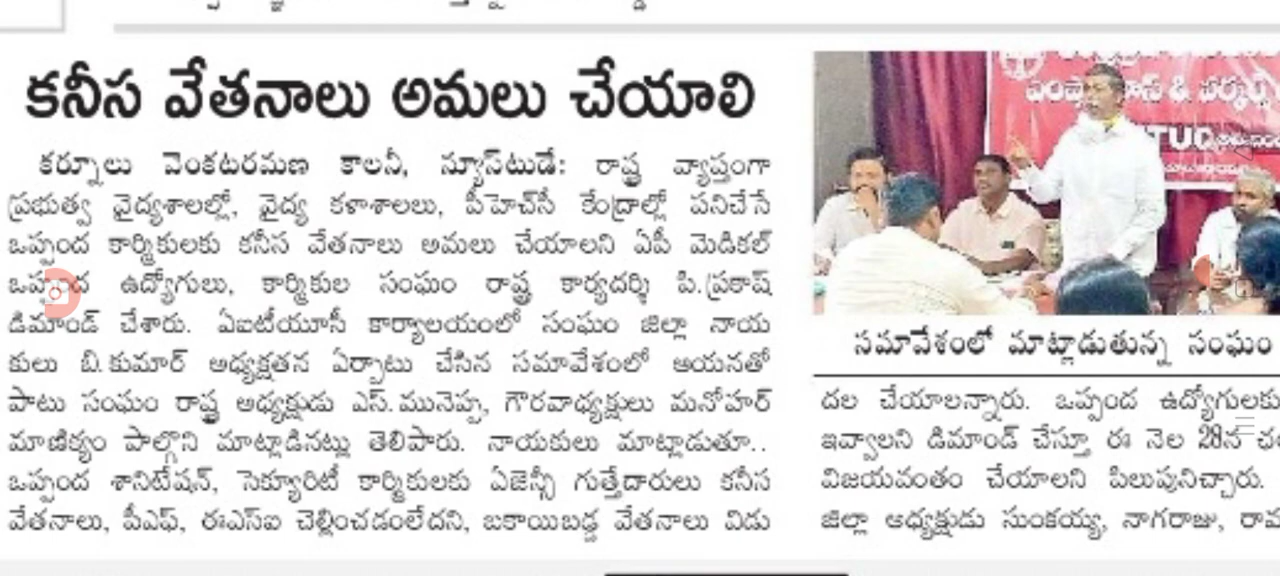 కనీస వేతనాలు అమలు చేయాలి
కర్నూలు వెంకటరమణ కాలనీ, న్యూస్‌టుడే: రాష్ట్ర వ్యాప్తంగా
ప్రభుత్వ వైద్యశాలల్లో, వైద్య కళాశాలలు, పీహెచ్‌సీ కేంద్రాల్లో పనిచేసే
ఒప్పంద కార్మికులకు కనీస వేతనాలు అమలు చేయాలని ఏపీ మెడికల్
ఒప్పంద ఉద్యోగులు, కార్మికుల సంఘం రాష్ట్ర కార్యదర్శి పి.ప్రకాష్
డిమాండ్ చేశారు. ఏఐటీయూసీ కార్యాలయంలో సంఘం జిల్లా నాయ
కులు బి.కుమార్ అధ్యక్షతన ఏర్పాటు చేసిన సమావేశంలో ఆయనతో
పాటు సంఘం రాష్ట్ర అధ్యక్షుడు ఎస్.మునెప్ప, గౌరవాధ్యక్షులు మనోహర్
మాణిక్యం పాల్గొని మాట్లాడినట్లు తెలిపారు. నాయకులు మాట్లాడుతూ..
ఒప్పంద శానిటేషన్, సెక్యూరిటీ కార్మికులకు ఏజెన్సీ గుత్తేదారులు కనీస
వేతనాలు, పీఎఫ్, ఈఎస్ఐ చెల్లించడంలేదని, బకాయిబడ్డ వేతనాలు విడు
TUC
సమావేశంలో మాట్లాడుతున్న సంఘం
దల చేయాలన్నారు. ఒప్పంద ఉద్యోగులకు
ఇవ్వాలని డిమాండ్ చేస్తూ ఈ నెల 28న
విజయవంతం చేయాలని పిలుపునిచ్చారు.
జిల్లా అధ్యక్షుడు సుంకయ్య, నాగరాజు,